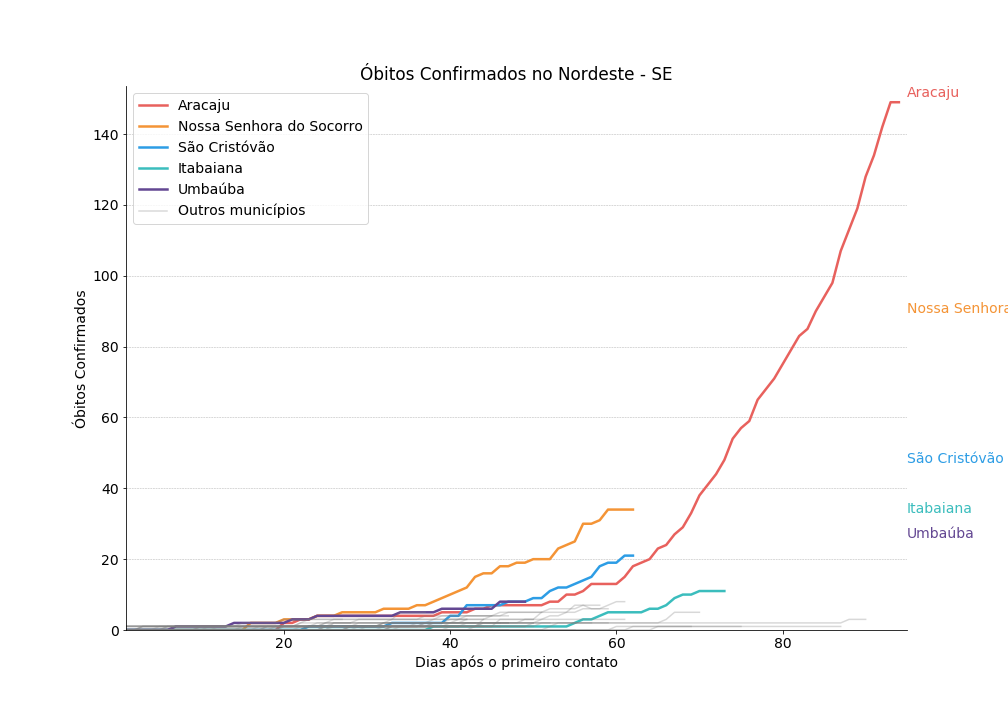 Óbitos Confirmados no Nordeste - SE
Aracaju
Nossa Senhora do Socorro
São Cristóvão
Itabaiana
Umbaúba
Outros municípios
Aracaju
Nossa Senhora
São Cristóvão
Itabaiana
Umbaúba
Óbitos Confirmados
140
120
100
80
60
40
20
0
20
40
60
80
Dias após o primeiro contato